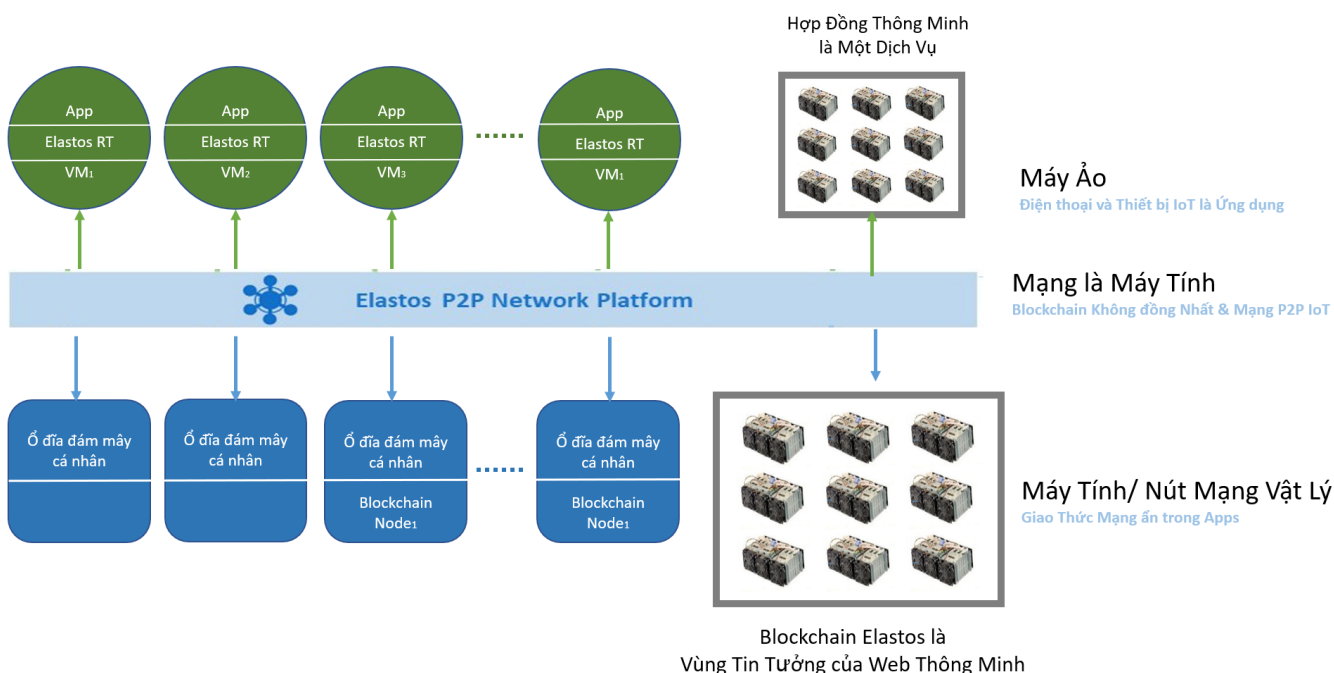 Hợp Đồng Thông Minh
là Một Dịch Vụ
App
Elastos RT
VM1
App
Elastos RT
VM2
App
Elastos RT
VM3
App
Elastos RT
VM1
Máy Ảo
Điện thoại và Thiết bị IoT là Ứng dụng
Elastos P2P Network Platform
Mạng là Máy Tính
Blockchain Không đồng Nhất & Mạng P2P IoT
Ổ đĩa đám mây
cá nhân
Ổ đĩa đám mây
cá nhân
Ổ đĩa đám mây
cá nhân
Blockchain
Node1
Ổ đĩa đám mây
cá nhân
Blockchain
Node1
Máy Tính/ Nút Mạng Vật Lý
Giao Thức Mạng ẩn trong Apps
Blockchain Elastos là
Vùng Tin Tưởng của Web Thông Minh